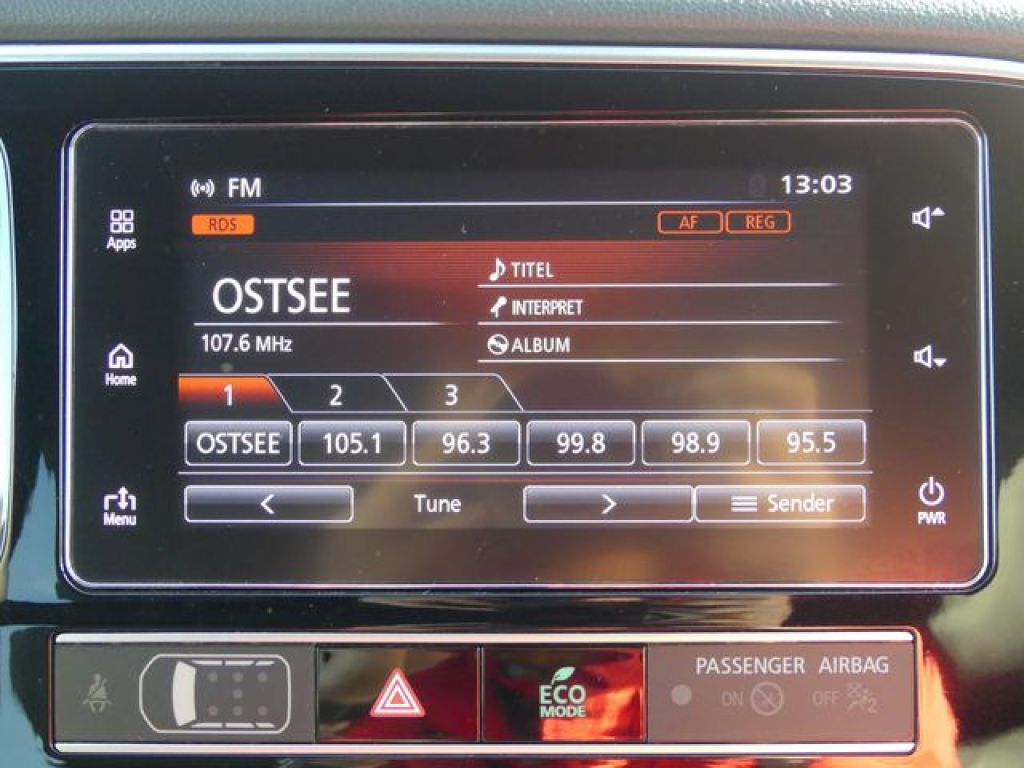 FM 13:03
RDS AF REG
Apps
OSTSEE
TITEL
INTERPRET
107.6 MHz
ALBUM
Home
1 2 3
OSTSEE 105.1 96.3 99.8 98.9 95.5
< Tune > Sender
Menu
PWR
PASSENGER AIRBAG
ECO
MODE
ON OFF 2